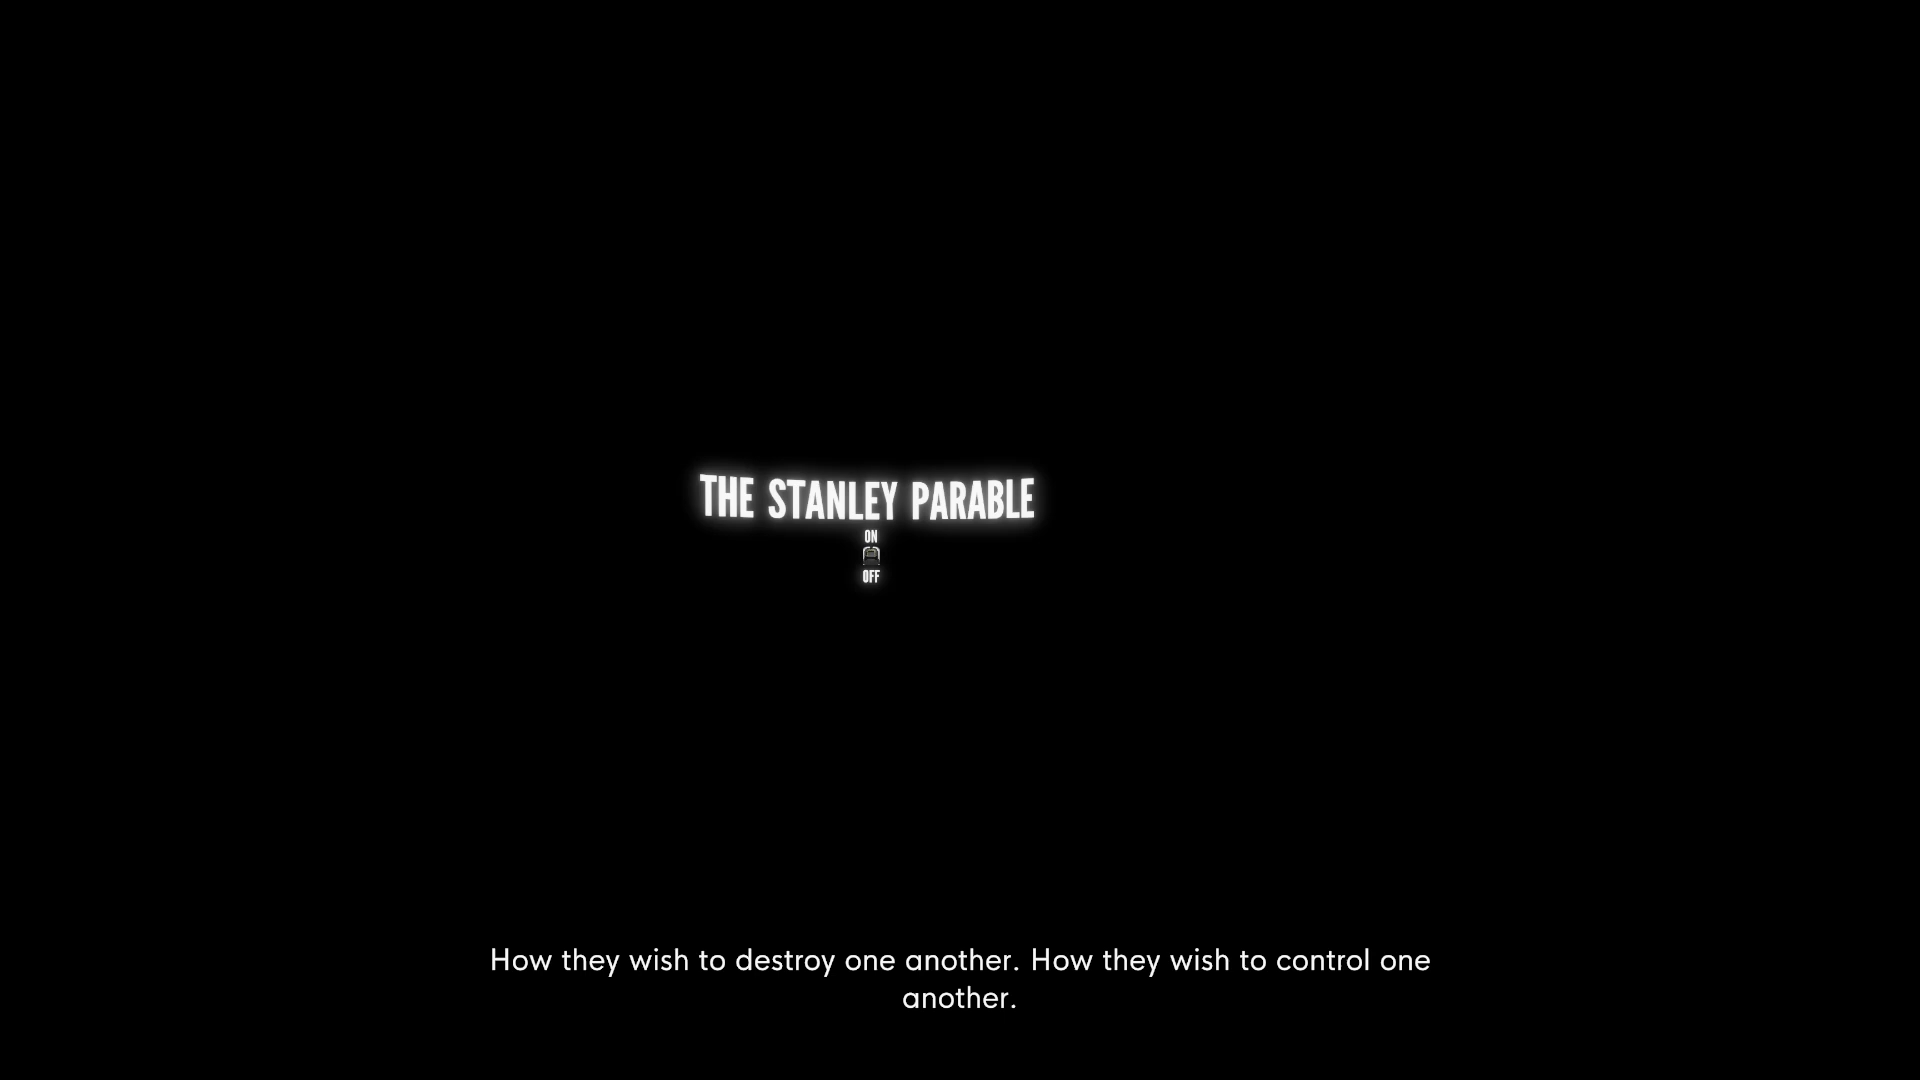 THE STANLEY PARABLE
ON
OFF
How they wish to destroy one another. How they wish to control one
another.